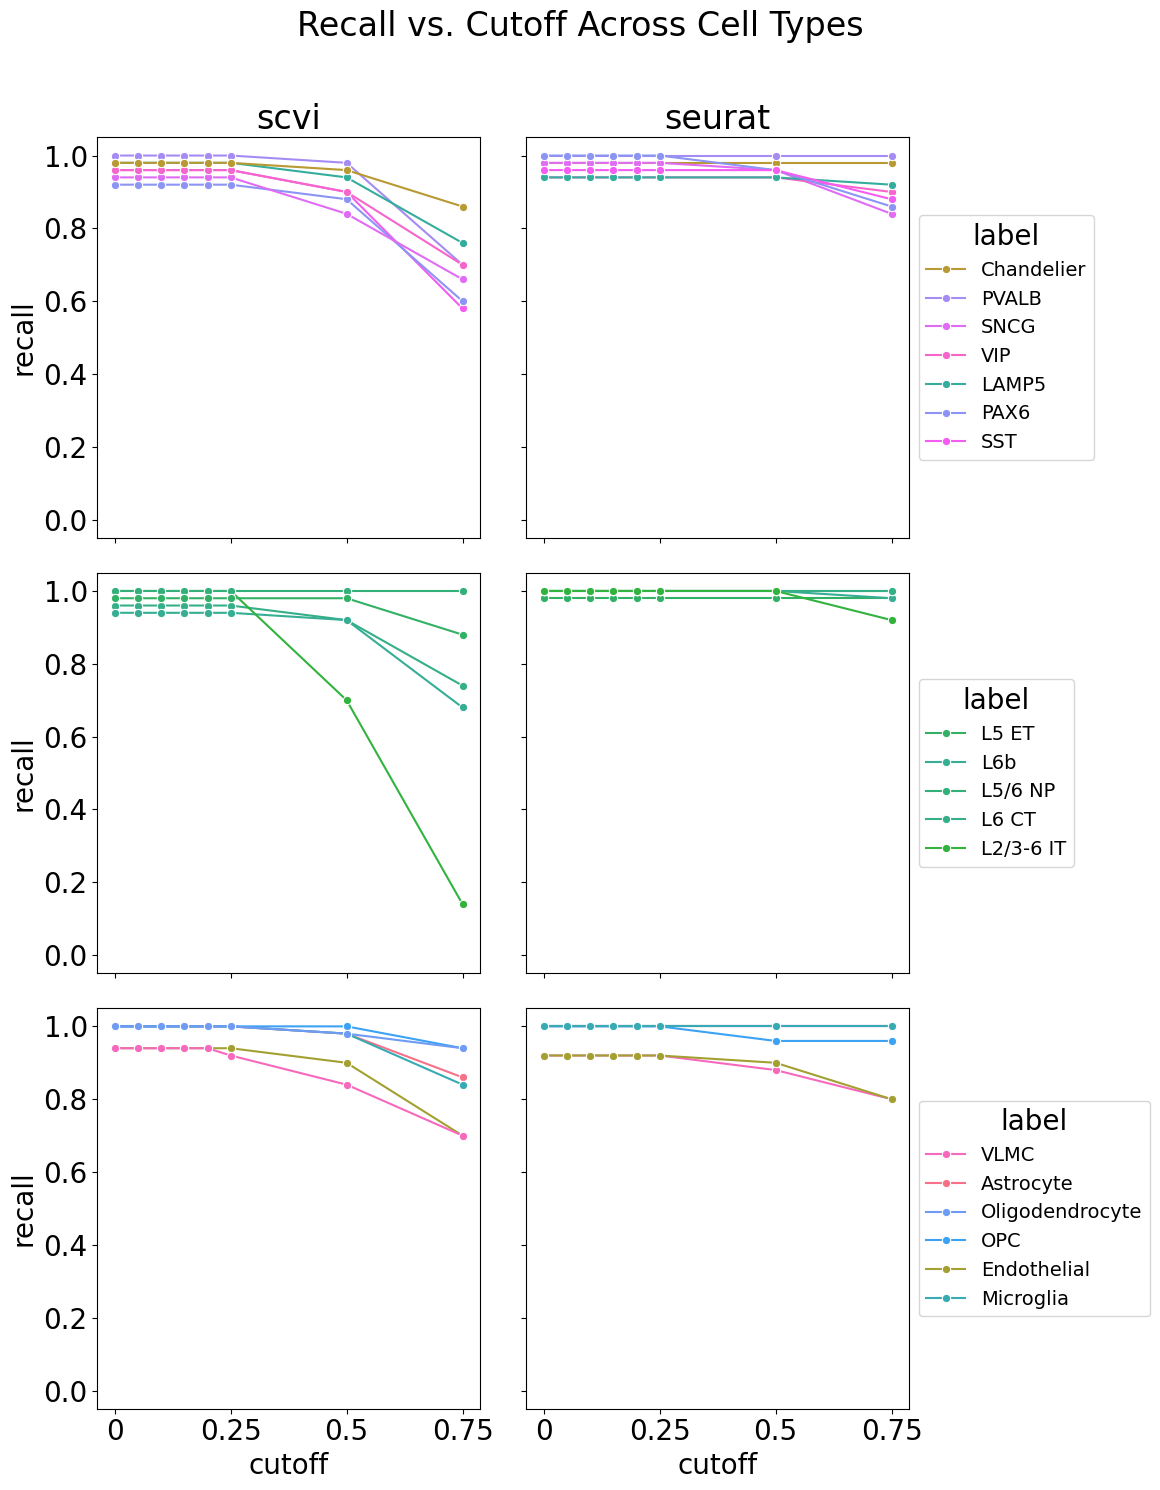 Recall vs. Cutoff Across Cell Types
scvi
seurat
1.0
0.8
0.6
0.4
0.2
0.0
recall
label
Chandelier
PVALB
SNCG
VIP
LAMP5
PAX6
SST
1.0
0.8
0.6
0.4
0.2
0.0
recall
label
L5 ET
L6b
L5/6 NP
L6 CT
L2/3-6 IT
1.0
0.8
0.6
0.4
0.2
0.0
recall
label
VLMC
Astrocyte
Oligodendrocyte
OPC
Endothelial
Microglia
0 0.25 0.5 0.75
cutoff
0 0.25 0.5 0.75
cutoff